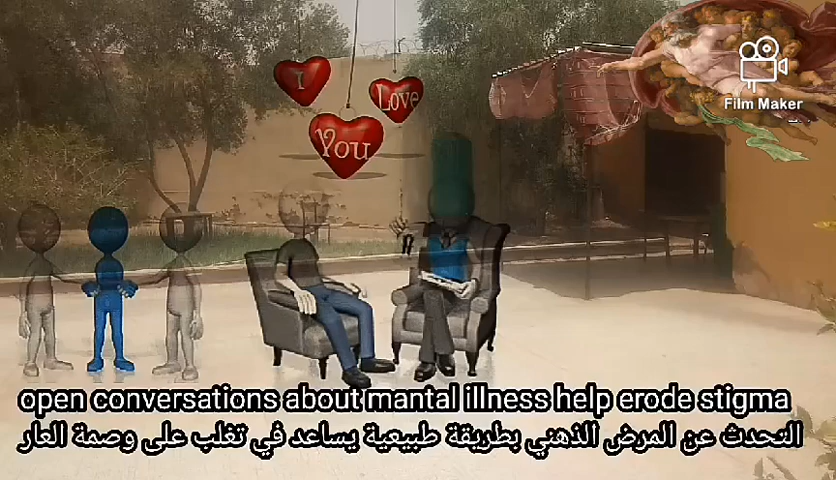 I
Love
You
Film Maker
open conversations about mantal illness help erode stigma
التحدث عن المرض الذهني بطريقة طبيعية يساعد في تغلب على وصمة العار